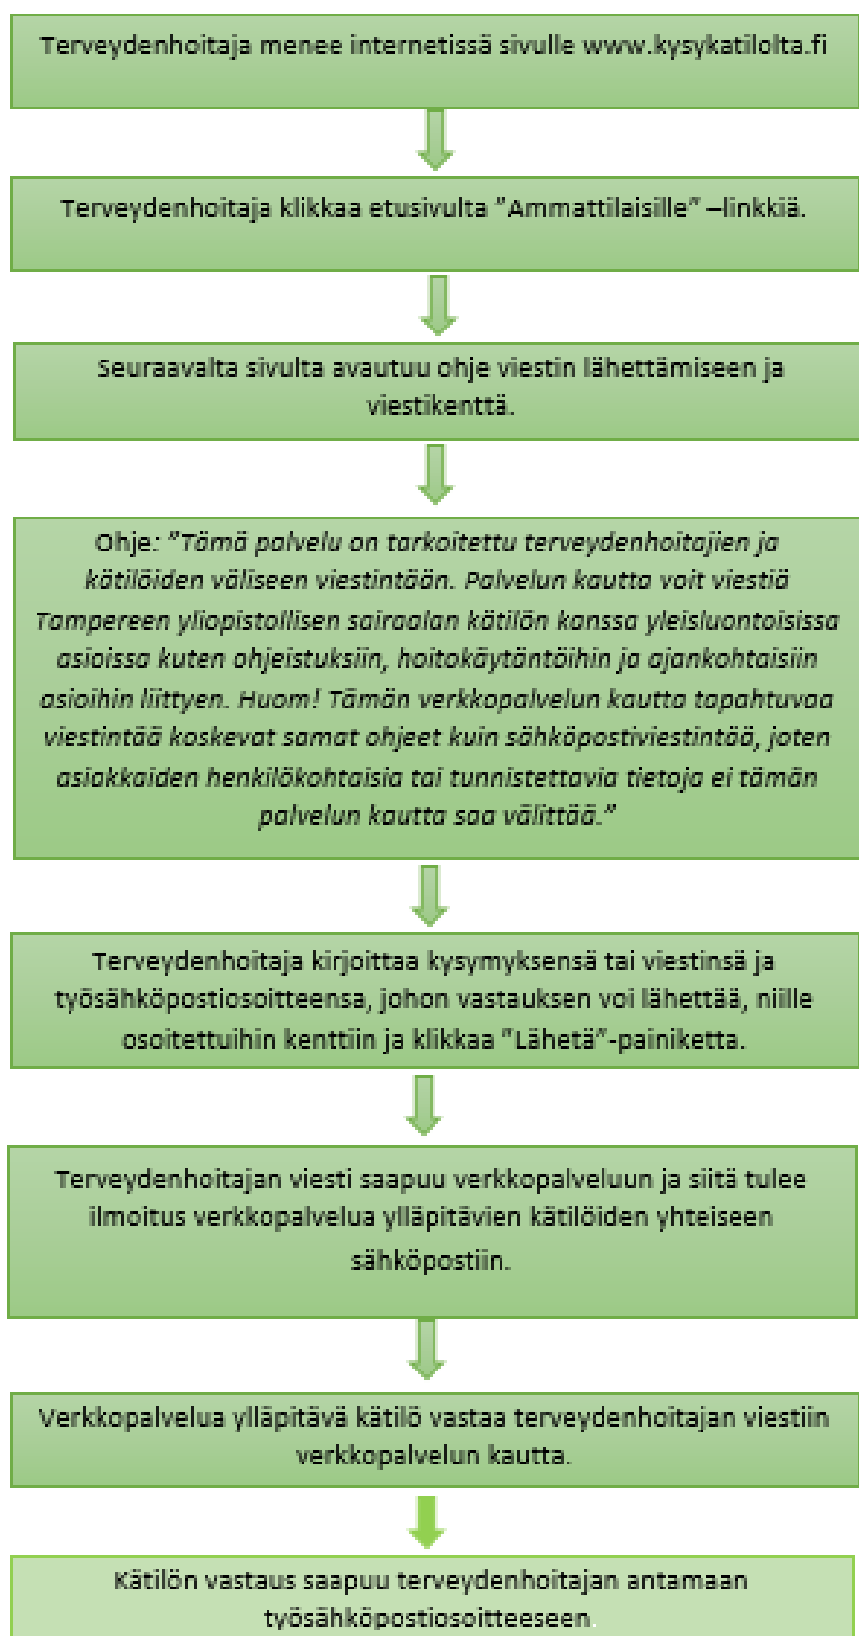 Terveydenhoitaja menee internetissä sivulle www.kysykatilolta.fi
Terveydenhoitaja klikkaa etusivulta ”Ammattilaisille” –linkkiä.
Seuraavalta sivulta avautuu ohje viestin lähettämiseen ja
viestikenttä.
Ohje: ”Tämä palvelu on tarkoitettu terveydenhoitajien ja
kätilöiden väliseen viestintään. Palvelun kautta voit viestiä
Tampereen yliopistollisen sairaalan kätilön kanssa yleisluontoisissa
asioissa kuten ohjeistuksiin, hoitokäytäntöihin ja ajankohtaisiin
asioihin liittyen. Huom! Tämän verkkopalvelun kautta tapahtuvaa
viestintää koskevat samat ohjeet kuin sähköpostiviestintää, joten
asiakkaiden henkilökohtaisia tai tunnistettavia tietoja ei tämän
palvelun kautta saa välittää.”
Terveydenhoitaja kirjoittaa kysymyksensä tai viestinsä ja
työsähköpostiosoitteensa, johon vastauksen voi lähettää, niille
osoitettuihin kenttiin ja klikkaa ”Lähetä”-painiketta.
Terveydenhoitajan viesti saapuu verkkopalveluun ja siitä tulee
ilmoitus verkkopalvelua ylläpitävien kätilöiden yhteiseen
sähköpostiin.
Verkkopalvelua ylläpitävä kätilö vastaa terveydenhoitajan viestiin
verkkopalvelun kautta.
Kätilön vastaus saapuu terveydenhoitajan antamaan
työsähköpostiosoitteeseen.